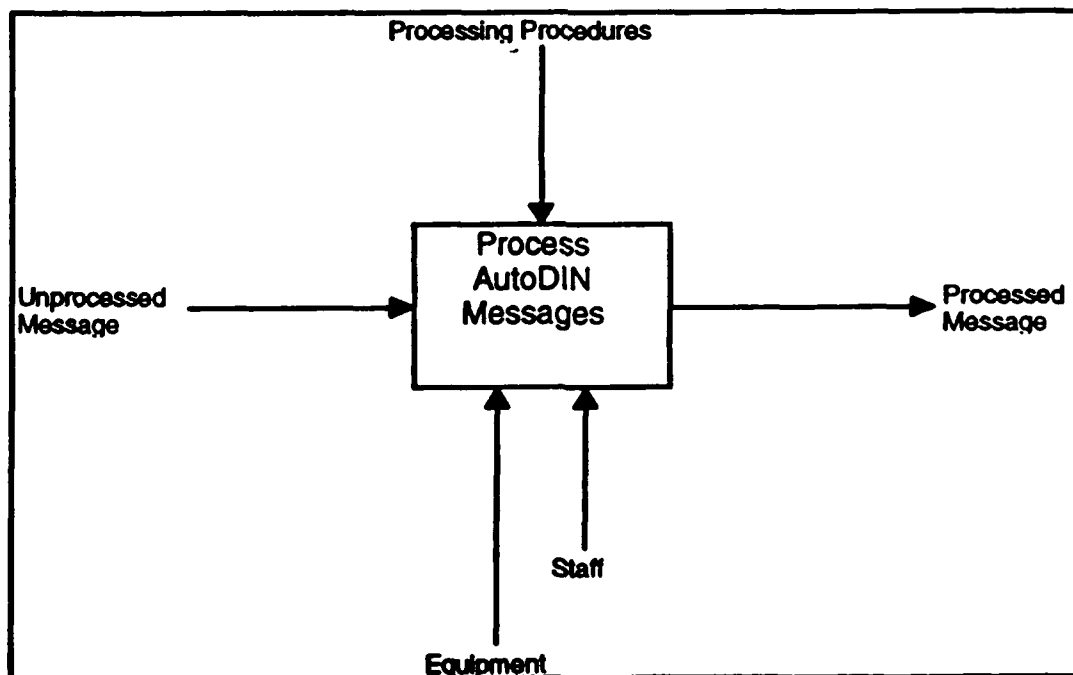 Processing Procedures
Process
AutoDIN
Messages
Unprocessed
Message
Processed
Message
Staff
Equipment